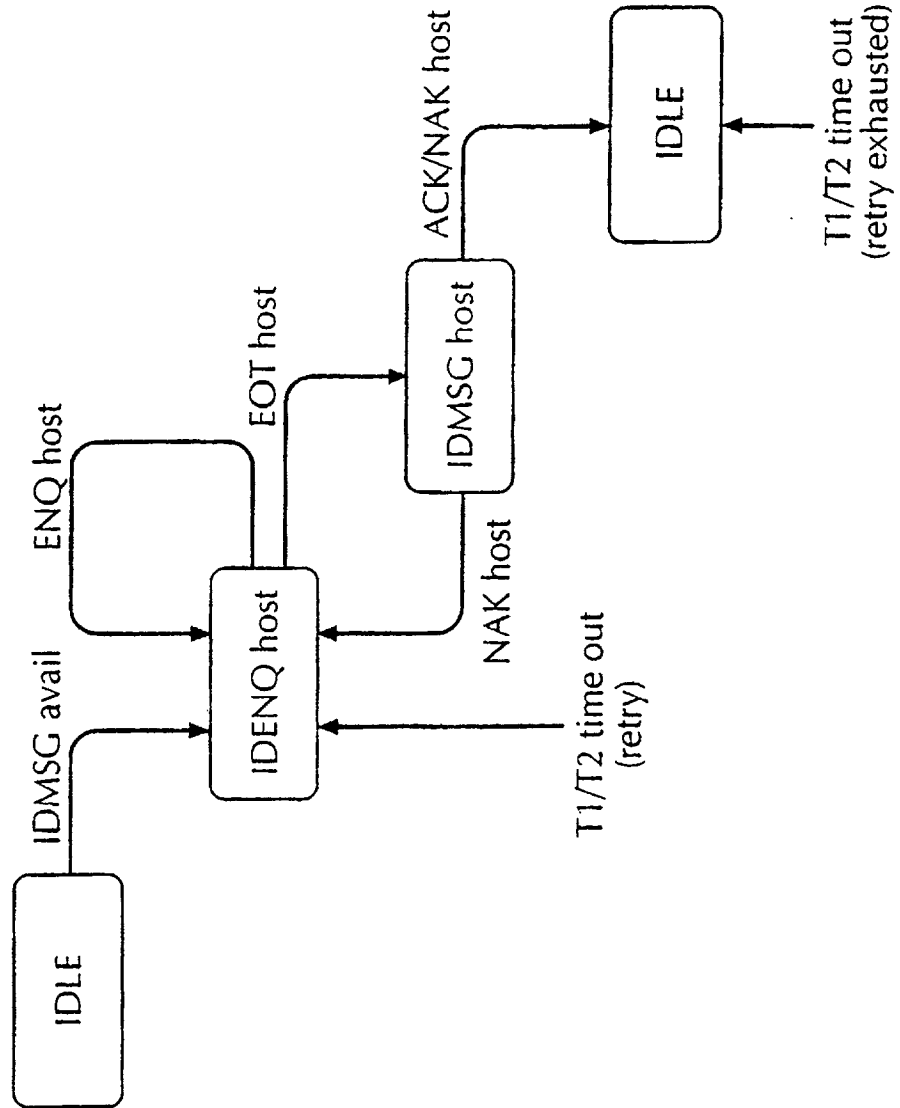 IDLE
IDMSG avail
IDENQ host
ENQ host
EOT host
T1/T2 time out
(retry)
NAK host
IDMSG host
ACK/NAK host
IDLE
T1/T2 time out
(retry exhausted)